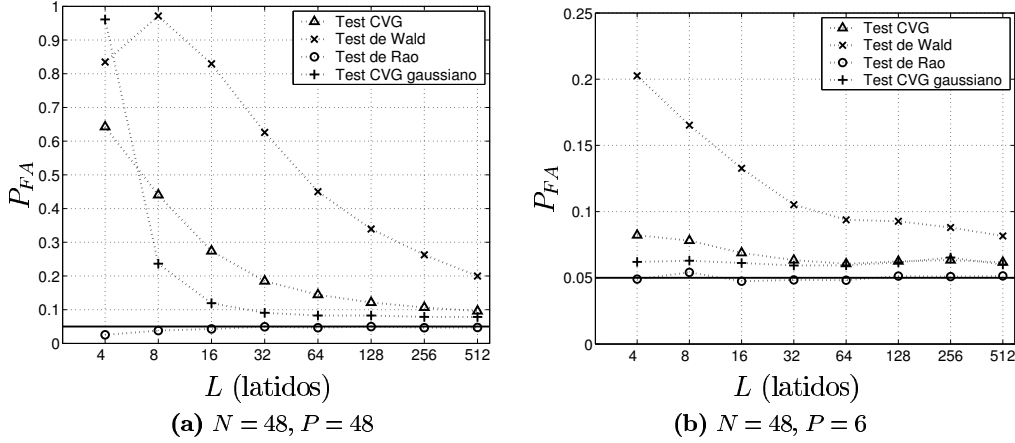 1
0.9
0.8
0.7
0.6
0.5
0.4
0.3
0.2
0.1
0
P_FA
Test CVG
Test de Wald
Test de Rao
Test CVG gaussiano
4 8 16 32 64 128 256 512
L (latidos)
(a) N = 48, P = 48
0.25
0.2
0.15
0.1
0.05
0
P_FA
Test CVG
Test de Wald
Test de Rao
Test CVG gaussiano
4 8 16 32 64 128 256 512
L (latidos)
(b) N = 48, P = 6